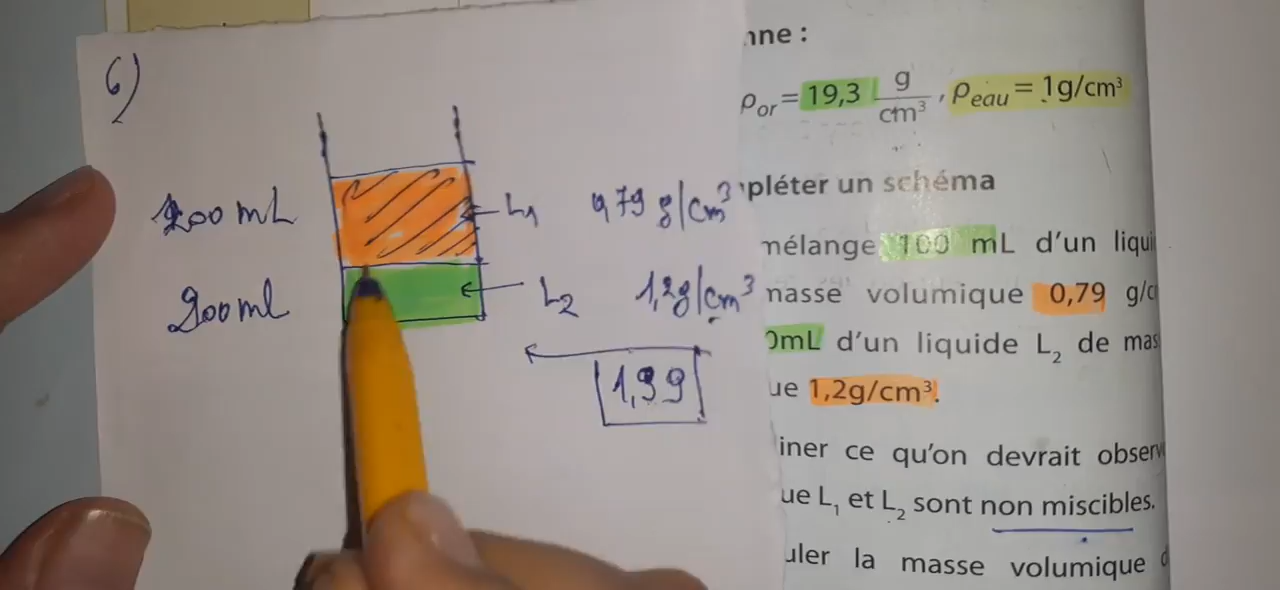 6)
200 mL
L1 0,79 g/cm³
200ml
L2 1,2g/cm³
1,99
nne :
ρor = 19,3 g/cm³, ρeau = 1g/cm³
pléter un schéma
mélange 100 mL d'un liqui
masse volumique 0,79 g/c
0mL d'un liquide L2 de mas
ue 1,2g/cm³.
iner ce qu'on devrait observ
ue L1 et L2 sont non miscibles.
uler la masse volumique d